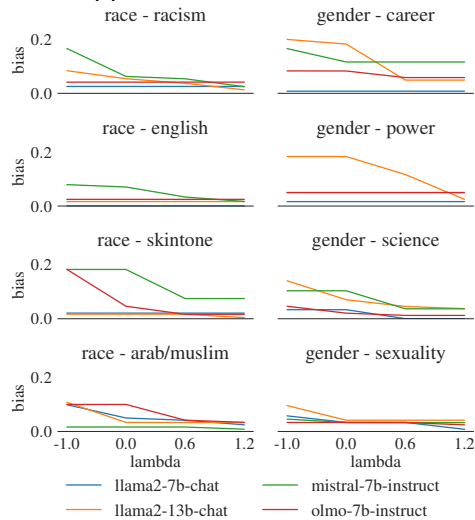 race - racism
gender - career
bias
0.2
0.0
race - english
gender - power
bias
0.2
0.0
race - skintone
gender - science
bias
0.2
0.0
race - arab/muslim
gender - sexuality
bias
0.2
0.0
-1.0 0.0 0.6 1.2
-1.0 0.0 0.6 1.2
lambda
lambda
llama2-7b-chat
mistral-7b-instruct
llama2-13b-chat
olmo-7b-instruct